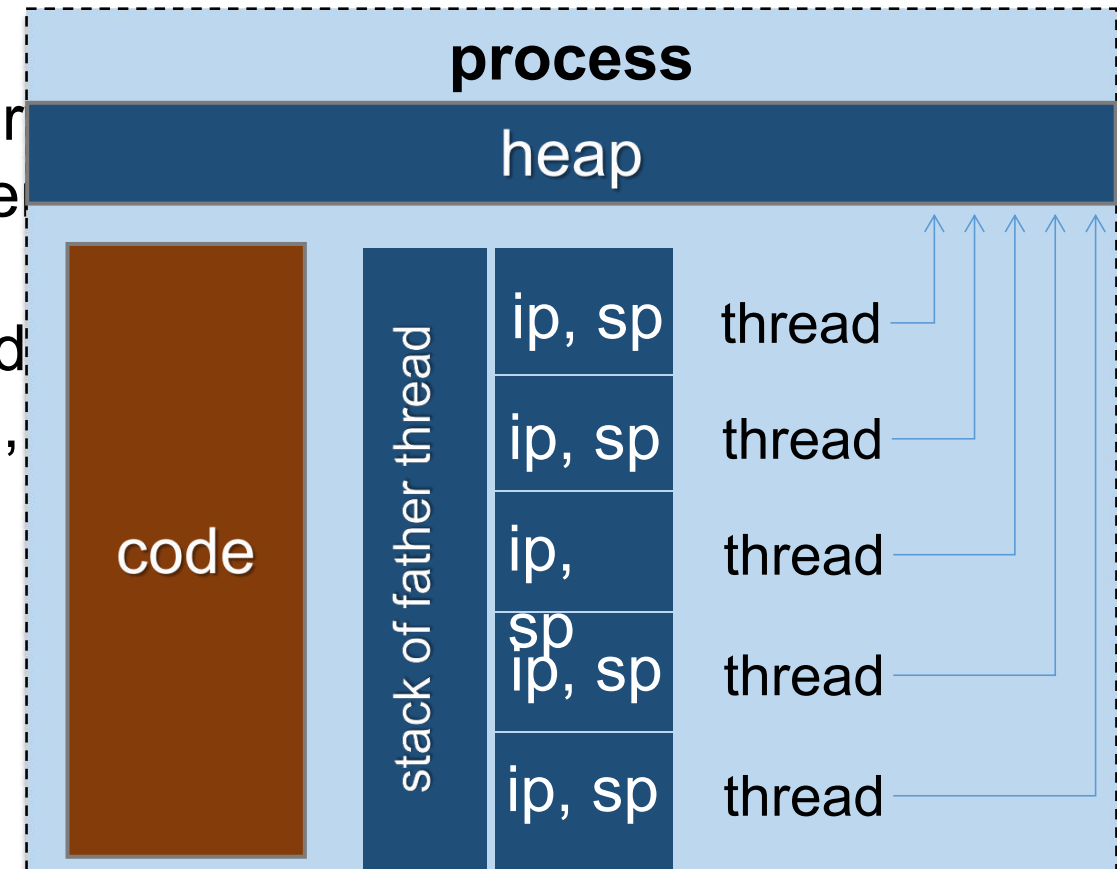 process
heap
code
stack of father thread
ip, sp
thread
ip, sp
thread
ip,
sp
thread
ip, sp
thread
ip, sp
thread